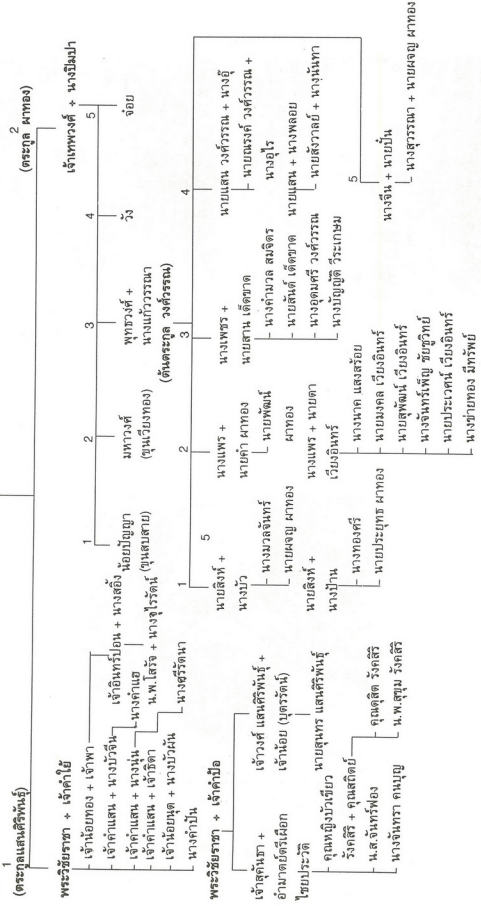 1
(ตระกูลแสนศิริพันธุ์)
พระวิชัยราชา + เจ้าคำใย้
เจ้าน้อยทอง + เจ้าพา
เจ้าอินทร์ปอน + นางสอิ้ง
เจ้าคำแสน + นางบัวจีน
นางคำแฮ
เจ้าคำแสน + นางนุ่น
น.พ.โสรัจ + นางจุไรรัตน์
เจ้าคำแสน + เจ้าธิดา
เจ้าน้อยนูด + นางบัวผัน
นางสุรีรัตนา
นางคำปัน
พระวิชัยราชา + เจ้าคำป้อ
เจ้าสุคันธา +
อำมาตย์ตรีเผือก
ไชยประวัติ
เจ้าวงศ์ แสนศิริพันธุ์ +
เจ้าน้อย (บุตรรัตน์)
นายสุนทร แสนศิริพันธุ์
คุณหญิงบัวเขียว
รังคสิริ + คุณสถิตย์
คุณดุสิต รังคสิริ
น.ส.จันทร์ฟอง
น.พ.สุขุม รังคสิริ
นางจันทรา คนบุญ
2
(ตระกูล ผาทอง)
เจ้าเทพวงศ์ + นางปิมปา
1
น้อยปัญญา
(ขุนสบสาย)
2
มหาวงศ์
(ขุนเวียงทอง)
3
พุทธวงศ์ +
นางแก้ววรรณา
(ต้นตระกูล วงศ์วรรณ)
4
วัง
5
จ๋อย
1
นายสิงห์ +
นางบัว
5
นางมวลจันทร์
นายผจญ ผาทอง
นายสิงห์ +
นางป้าน
นางทองศรี
นายประยุทธ ผาทอง
2
นางแพร +
นายคำ ผาทอง
นายพัฒน์
ผาทอง
นางแพร + นายตา
เวียงอินทร์
นางนาค แสงสร้อย
นายมงคล เวียงอินทร์
นายสุพัฒน์ เวียงอินทร์
นางจันทร์เพ็ญ ชัยชูวิทย์
นายประเวศน์ เวียงอินทร์
นางข่ายทอง มีทรัพย์
3
นางเพชร +
นายสาน เด็ดขาด
นางคำมวล สมจิตร
นายสันต์ เด็ดขาด
นางอุดมศรี วงศ์วรรณ
นางบัญญัติ วีระเกษม
4
นายแสน วงศ์วรรณ + นางอุ๊
นายณรงค์ วงศ์วรรณ +
นางอุไร
นายแสน + นางพลอย
นายสังวาลย์ + นางนันทา
5
นางจีน + นายปั๋น
นางสุวรรณา + นายผจญ ผาทอง